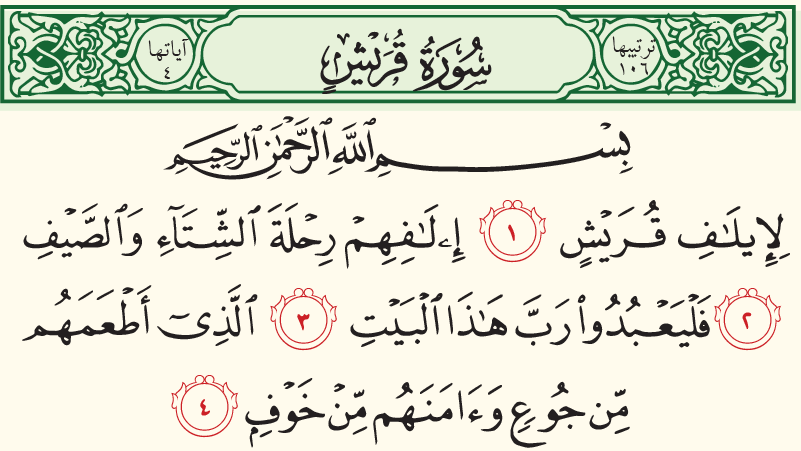 ترتيبها ١٠٦ سُورَةُ قُرَيْشٍ آياتها ٤
بِسْمِ ٱللَّهِ ٱلرَّحْمَٰنِ ٱلرَّحِيمِ
لِإِيلَٰفِ قُرَيْشٍ ١ إِۦلَٰفِهِمْ رِحْلَةَ ٱلشِّتَآءِ وَٱلصَّيْفِ
٢ فَلْيَعْبُدُوا۟ رَبَّ هَٰذَا ٱلْبَيْتِ ٣ ٱلَّذِىٓ أَطْعَمَهُم
مِّن جُوعٍ وَءَامَنَهُم مِّنْ خَوْفٍۭ ٤